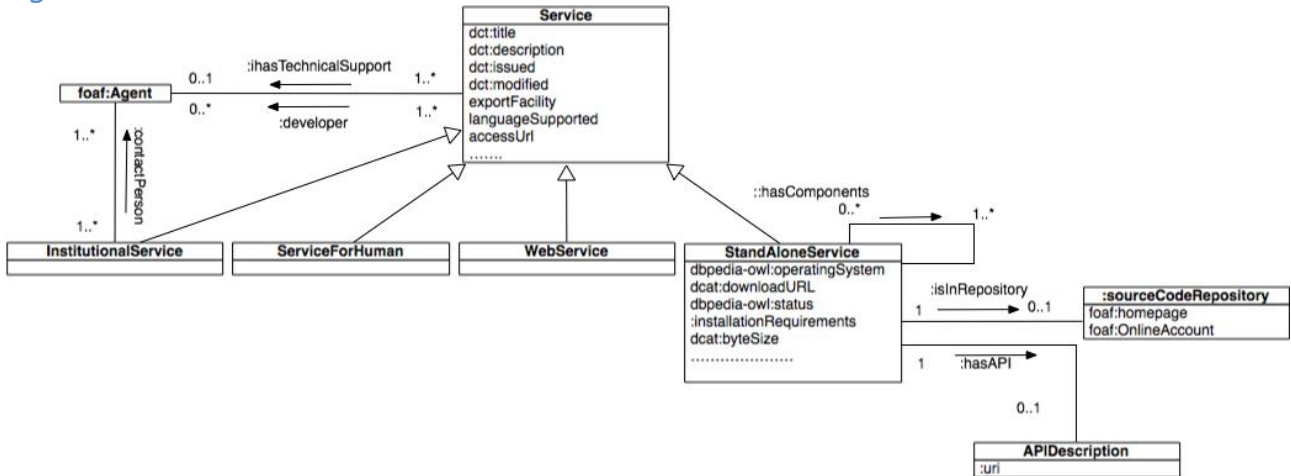 Service
dct:title
dct:description
dct:issued
dct:modified
exportFacility
languageSupported
accessUrl
.......
:ihasTechnicalSupport
0..1
1..*
foaf:Agent
0..*
1..*
:developer
1..*
:contactPerson
1..*
::hasComponents
0..*
1..*
InstitutionalService
ServiceForHuman
WebService
StandAloneService
dbpedia-owl:operatingSystem
dcat:downloadURL
dbpedia-owl:status
:installationRequirements
dcat:byteSize
......................
:isInRepository
1
0..1
:sourceCodeRepository
foaf:homepage
foaf:OnlineAccount
1
:hasAPI
0..1
APIDescription
:uri